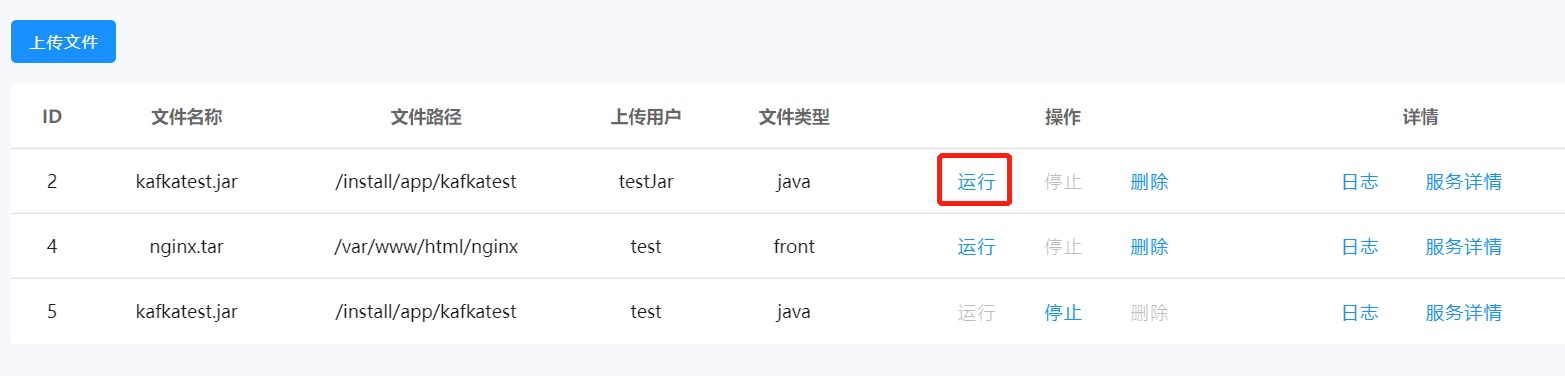 上传文件
ID 文件名称 文件路径 上传用户 文件类型 操作 详情
2 kafkatest.jar /install/app/kafkatest testJar java 运行 停止 删除 日志 服务详情
4 nginx.tar /var/www/html/nginx test front 运行 停止 删除 日志 服务详情
5 kafkatest.jar /install/app/kafkatest test java 运行 停止 删除 日志 服务详情